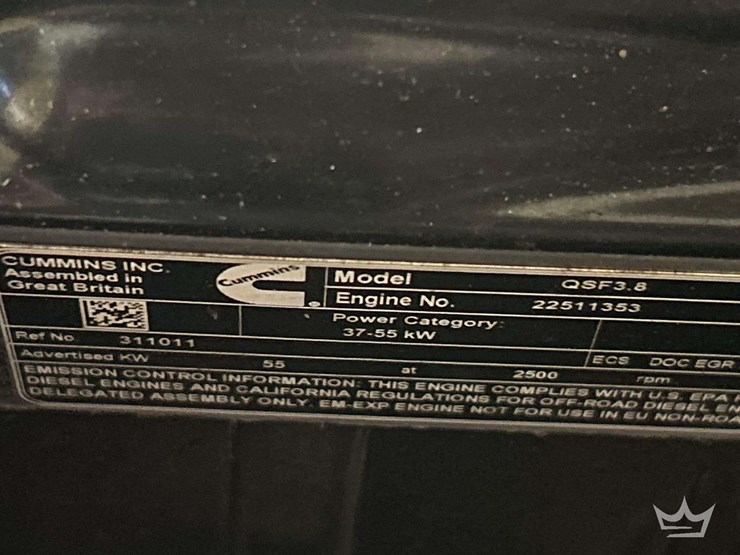 CUMMINS INC.
Assembled in
Great Britain
Cummins
Model QSF3.8
Engine No. 22511353
Power Category:
37-55 kW
Ref No 311011
ECS DOC EGR
Advertised KW 55 at 2500 rpm
EMISSION CONTROL INFORMATION: THIS ENGINE COMPLIES WITH U.S. EPA
DIESEL ENGINES AND CALIFORNIA REGULATIONS FOR OFF-ROAD DIESEL EN
DELEGATED ASSEMBLY ONLY. EM-EXP ENGINE NOT FOR USE IN EU NON-ROA